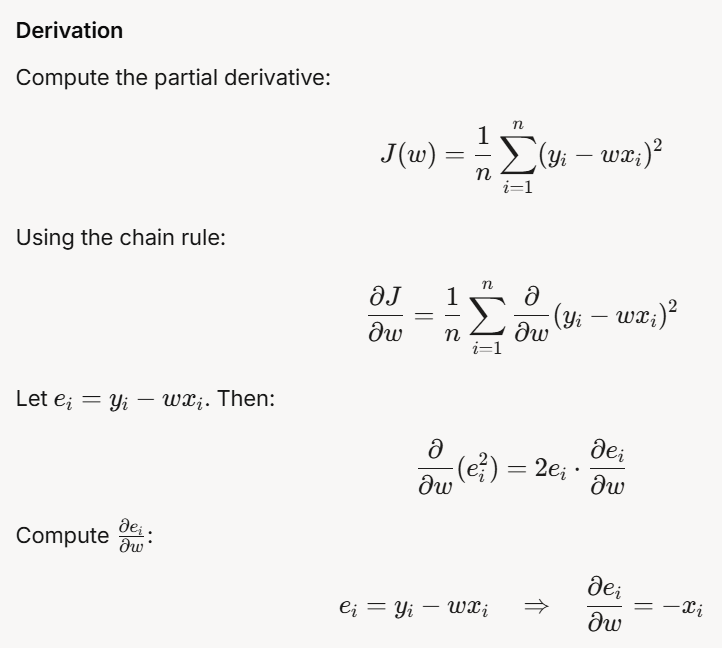 Derivation
Compute the partial derivative:
$J(w) = \frac{1}{n} \sum_{i=1}^{n} (y_i - wx_i)^2$
Using the chain rule:
$\frac{\partial J}{\partial w} = \frac{1}{n} \sum_{i=1}^{n} \frac{\partial}{\partial w} (y_i - wx_i)^2$
Let $e_i = y_i - wx_i$. Then:
$\frac{\partial}{\partial w} (e_i^2) = 2e_i \cdot \frac{\partial e_i}{\partial w}$
Compute $\frac{\partial e_i}{\partial w}$:
$e_i = y_i - wx_i \quad \Rightarrow \quad \frac{\partial e_i}{\partial w} = -x_i$